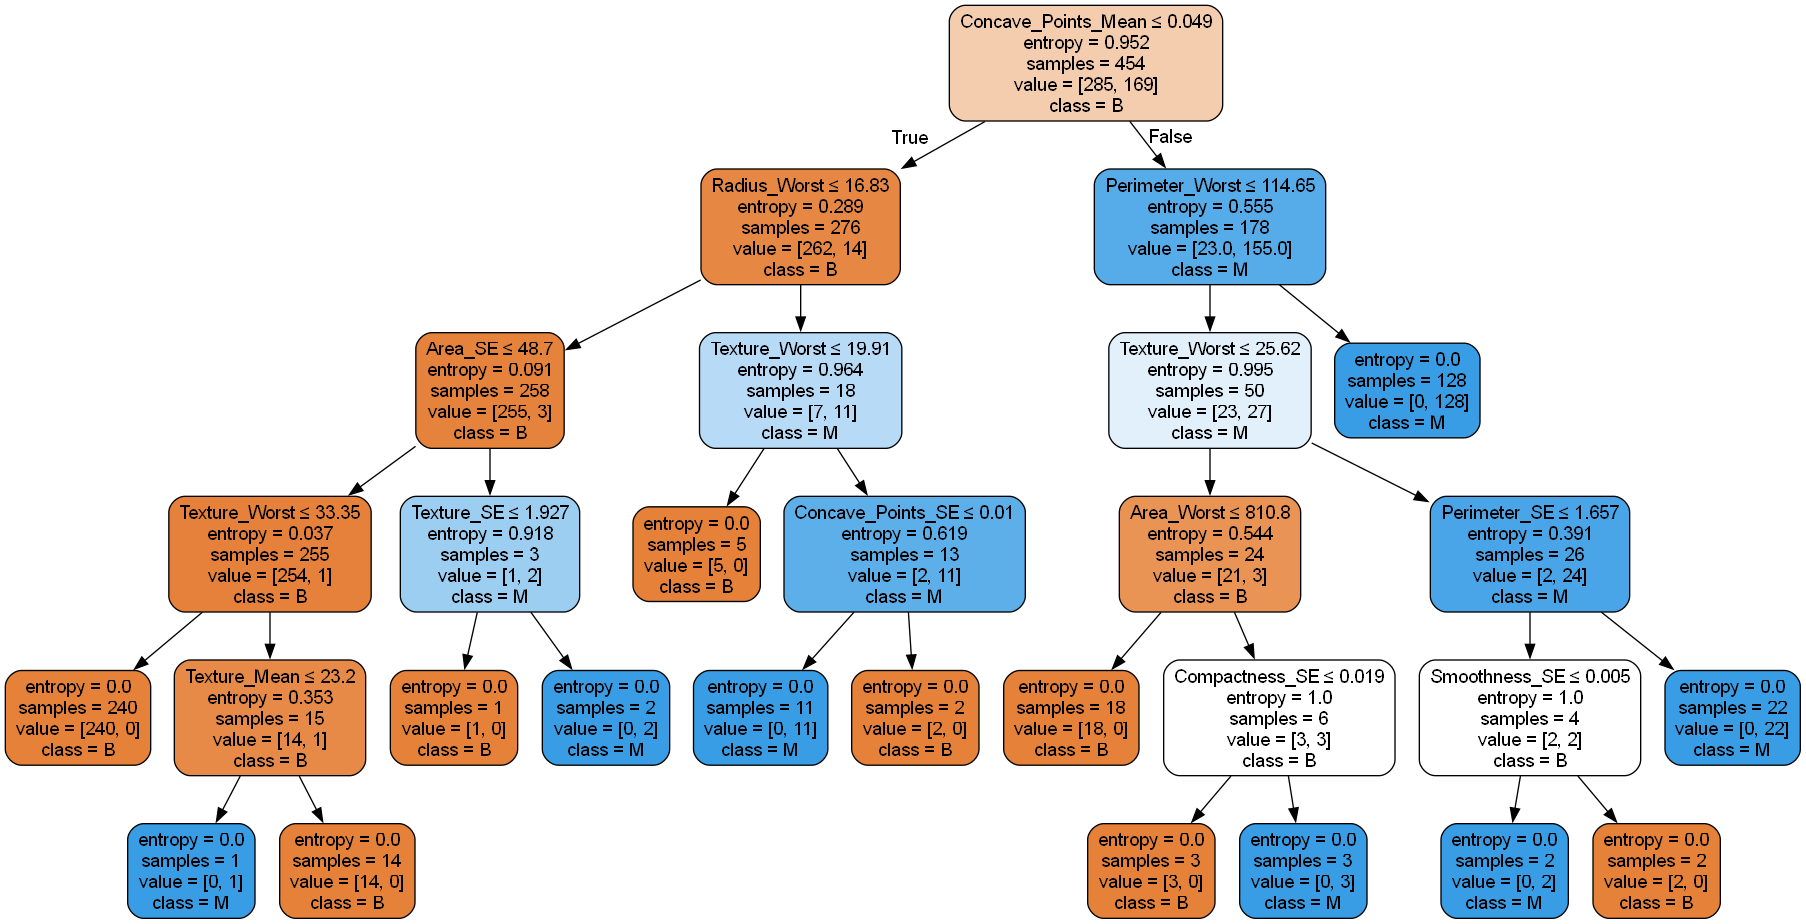 Concave_Points_Mean ≤ 0.049
entropy = 0.952
samples = 454
value = [285, 169]
class = B
True
False
Radius_Worst ≤ 16.83
entropy = 0.289
samples = 276
value = [262, 14]
class = B
Perimeter_Worst ≤ 114.65
entropy = 0.555
samples = 178
value = [23.0, 155.0]
class = M
Area_SE ≤ 48.7
entropy = 0.091
samples = 258
value = [255, 3]
class = B
Texture_Worst ≤ 19.91
entropy = 0.964
samples = 18
value = [7, 11]
class = M
Texture_Worst ≤ 25.62
entropy = 0.995
samples = 50
value = [23, 27]
class = M
entropy = 0.0
samples = 128
value = [0, 128]
class = M
Texture_Worst ≤ 33.35
entropy = 0.037
samples = 255
value = [254, 1]
class = B
Texture_SE ≤ 1.927
entropy = 0.918
samples = 3
value = [1, 2]
class = M
entropy = 0.0
samples = 5
value = [5, 0]
class = B
Concave_Points_SE ≤ 0.01
entropy = 0.619
samples = 13
value = [2, 11]
class = M
Area_Worst ≤ 810.8
entropy = 0.544
samples = 24
value = [21, 3]
class = B
Perimeter_SE ≤ 1.657
entropy = 0.391
samples = 26
value = [2, 24]
class = M
entropy = 0.0
samples = 240
value = [240, 0]
class = B
Texture_Mean ≤ 23.2
entropy = 0.353
samples = 15
value = [14, 1]
class = B
entropy = 0.0
samples = 1
value = [1, 0]
class = B
entropy = 0.0
samples = 2
value = [0, 2]
class = M
entropy = 0.0
samples = 11
value = [0, 11]
class = M
entropy = 0.0
samples = 2
value = [2, 0]
class = B
entropy = 0.0
samples = 18
value = [18, 0]
class = B
Compactness_SE ≤ 0.019
entropy = 1.0
samples = 6
value = [3, 3]
class = B
Smoothness_SE ≤ 0.005
entropy = 1.0
samples = 4
value = [2, 2]
class = B
entropy = 0.0
samples = 22
value = [0, 22]
class = M
entropy = 0.0
samples = 1
value = [0, 1]
class = M
entropy = 0.0
samples = 14
value = [14, 0]
class = B
entropy = 0.0
samples = 3
value = [3, 0]
class = B
entropy = 0.0
samples = 3
value = [0, 3]
class = M
entropy = 0.0
samples = 2
value = [0, 2]
class = M
entropy = 0.0
samples = 2
value = [2, 0]
class = B